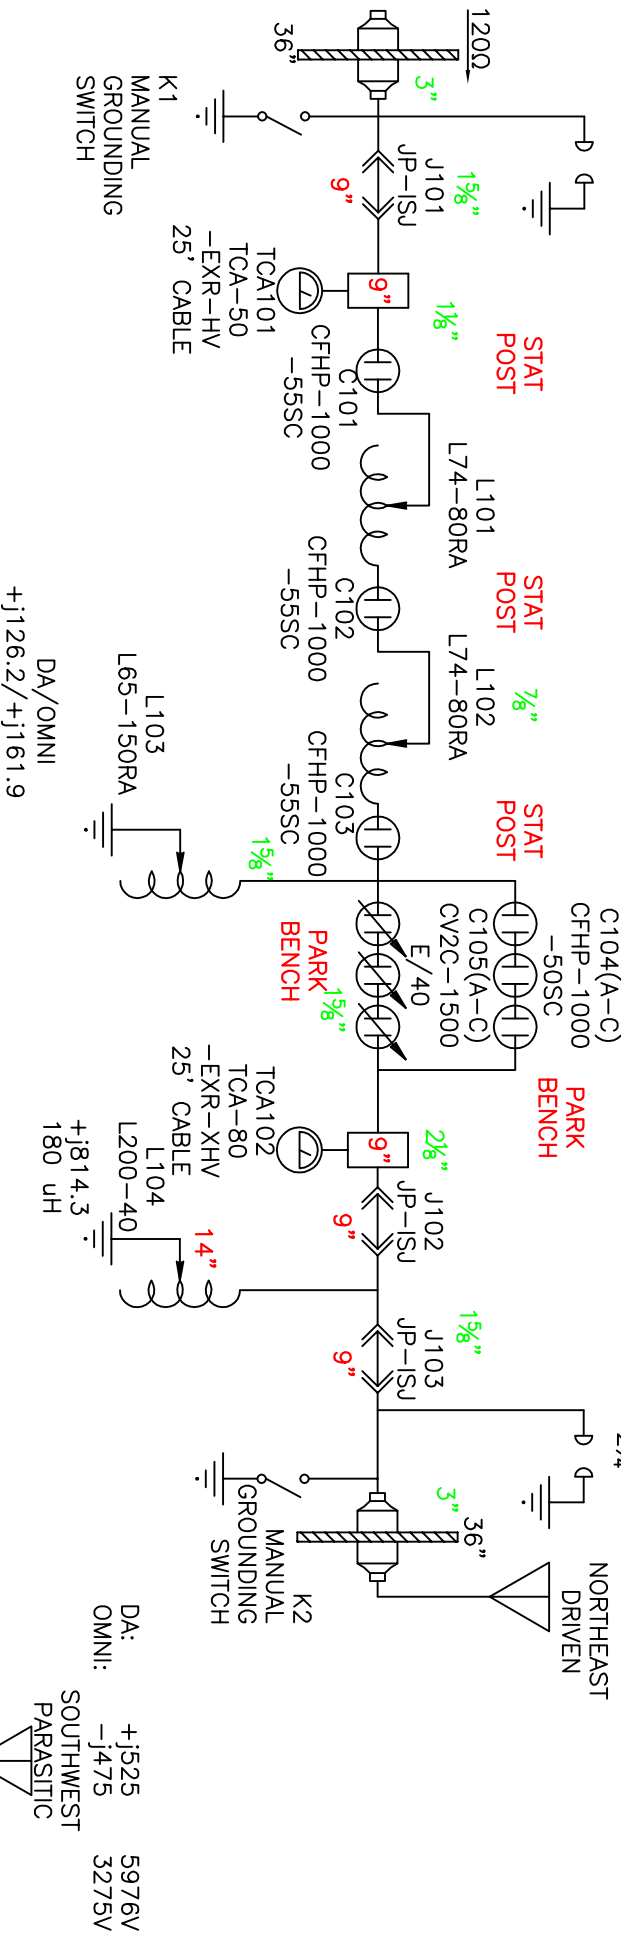 120Ω
36"
3"
K1
MANUAL
GROUNDING
SWITCH
1⅝"
J101
JP-ISJ
9"
9"
TCA101
TCA-50
-EXR-HV
25' CABLE
1⅛"
STAT
POST
C101
CFHP-1000
-55SC
L101
L74-80RA
STAT
POST
C102
CFHP-1000
-55SC
L102
L74-80RA
⅞"
STAT
POST
C103
CFHP-1000
-55SC
L103
L65-150RA
DA/OMNI
+j126.2/+j161.9
1⅝"
C104(A-C)
CFHP-1000
-50SC
C105(A-C)
CV2C-1500
E/40
PARK
BENCH
1⅝"
PARK
BENCH
2⅛"
9"
TCA102
TCA-80
-EXR-XHV
25' CABLE
J102
JP-ISJ
9"
L104
L200-40
+j814.3
180 uH
14"
1⅝"
J103
JP-ISJ
9"
K2
MANUAL
GROUNDING
SWITCH
3"
36"
NORTHEAST
DRIVEN
DA: +j525 5976V
OMNI: -j475 3275V
SOUTHWEST
PARASITIC